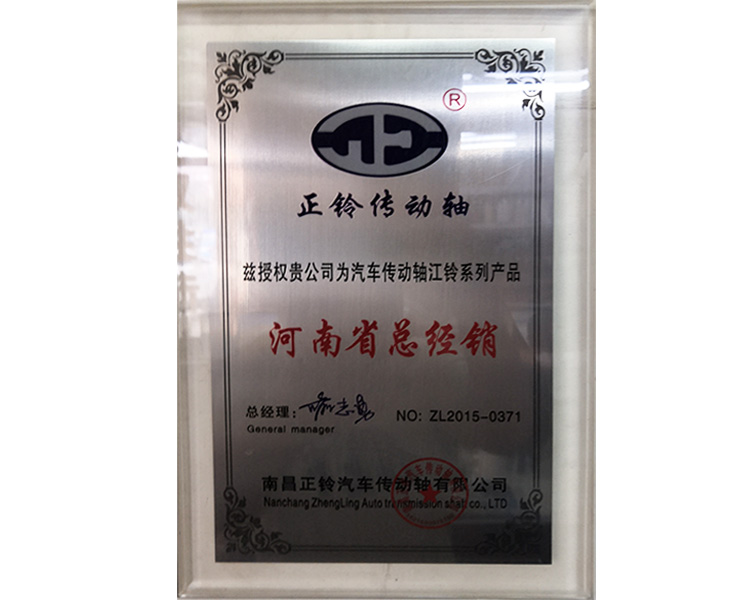 ®
正铃传动轴
兹授权贵公司为汽车传动轴江铃系列产品
河南省总经销
总经理：
General manager
NO: ZL2015-0371
南昌正铃汽车传动轴有限公司
Nanchang ZhengLing Auto transmission shaft co., LTD